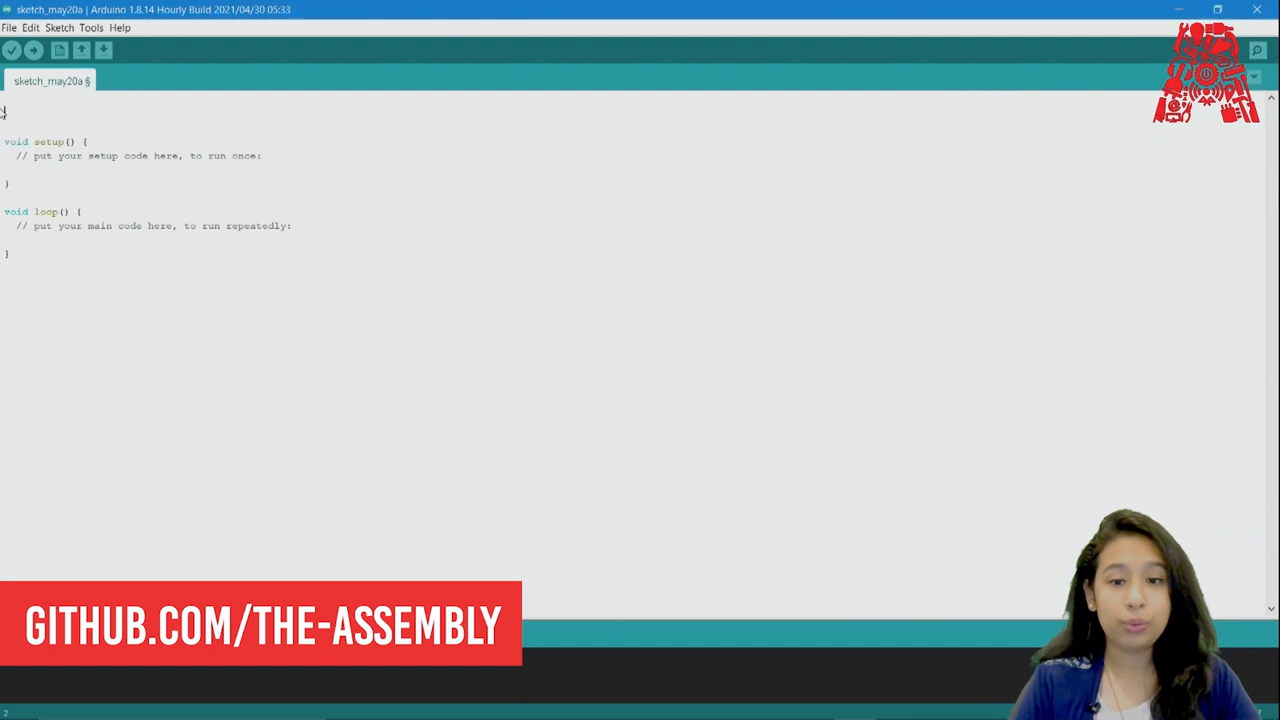 sketch_may20a | Arduino 1.8.14 Hourly Build 2021/04/30 05:33
File Edit Sketch Tools Help
sketch_may20a §
void setup() {
// put your setup code here, to run once:
}
void loop() {
// put your main code here, to run repeatedly:
}
GITHUB.COM/THE-ASSEMBLY
2